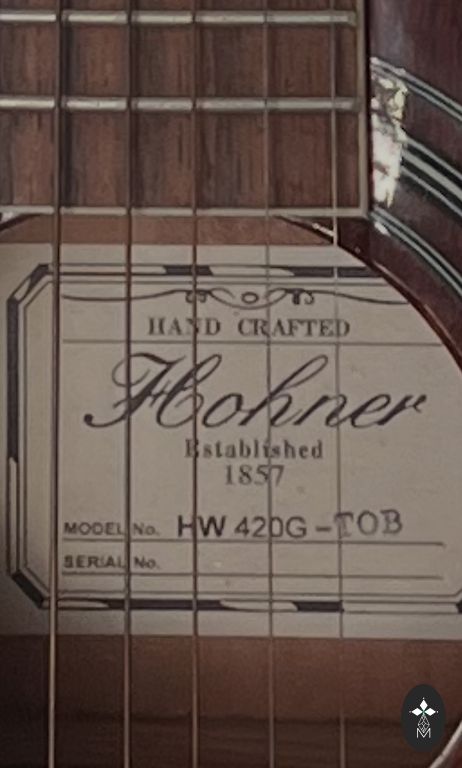 HAND CRAFTED
Hohner
Established
1857
MODEL No. HW 420G-TOB
SERIAL No.
M